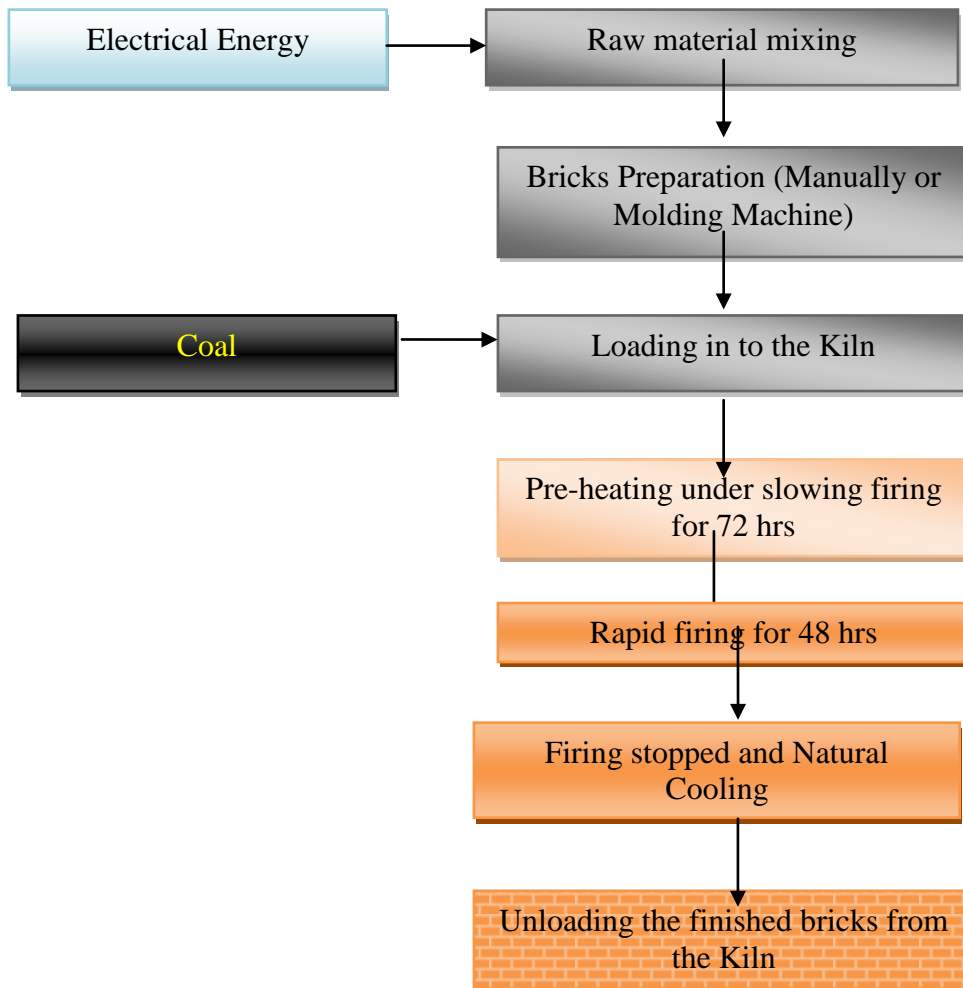 Electrical Energy
Raw material mixing
Bricks Preparation (Manually or
Molding Machine)
Coal
Loading in to the Kiln
Pre-heating under slowing firing
for 72 hrs
Rapid firing for 48 hrs
Firing stopped and Natural
Cooling
Unloading the finished bricks from
the Kiln